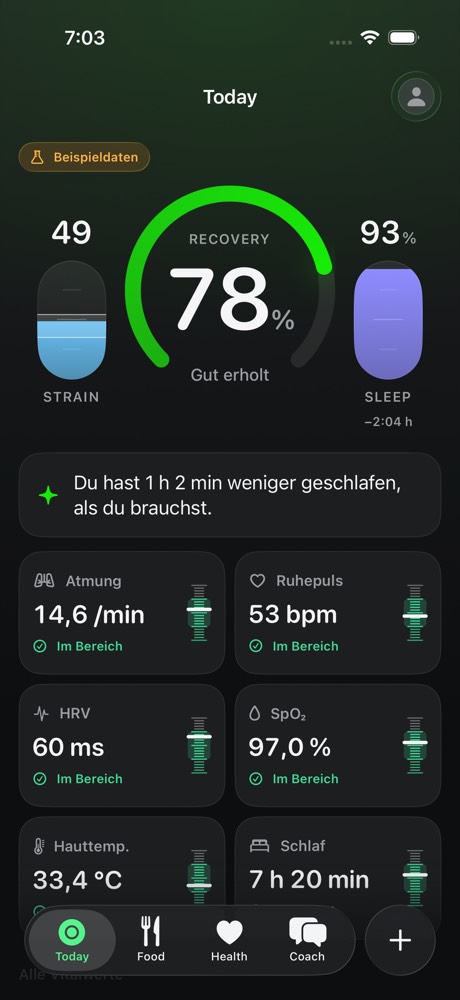 7:03
Today
Beispieldaten
49
STRAIN
RECOVERY
78%
Gut erholt
93%
SLEEP
−2:04 h
Du hast 1 h 2 min weniger geschlafen,
als du brauchst.
Atmung
14,6 /min
Im Bereich
Ruhepuls
53 bpm
Im Bereich
HRV
60 ms
Im Bereich
SpO₂
97,0 %
Im Bereich
Hauttemp.
33,4 °C
Schlaf
7 h 20 min
Today
Food
Health
Coach
Alle Vitalwerte